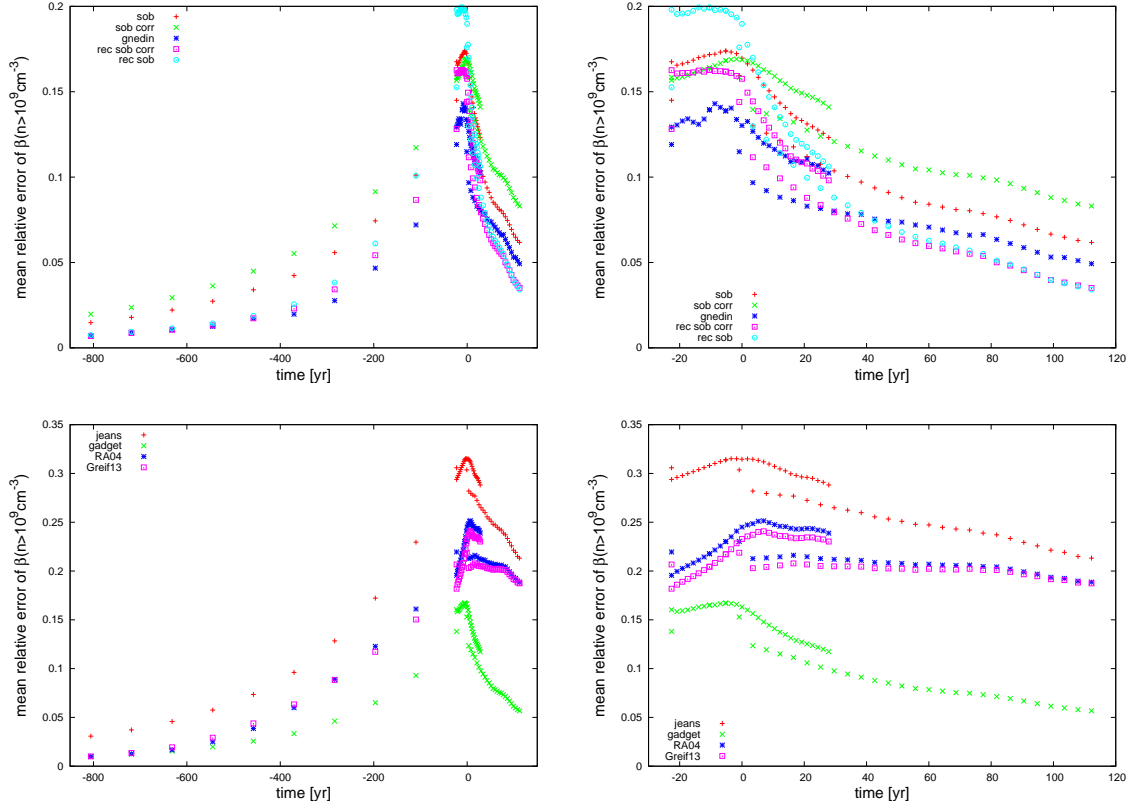 mean relative error of β(n>10⁹cm⁻³)
0.2
0.15
0.1
0.05
0
sob
sob corr
gnedin
rec sob corr
rec sob
-800
-600
-400
-200
0
time [yr]
mean relative error of β(n>10⁹cm⁻³)
0.2
0.15
0.1
0.05
0
sob
sob corr
gnedin
rec sob corr
rec sob
-20
0
20
40
60
80
100
120
time [yr]
mean relative error of β(n>10⁹cm⁻³)
0.35
0.3
0.25
0.2
0.15
0.1
0.05
0
jeans
gadget
RA04
Greif13
-800
-600
-400
-200
0
time [yr]
mean relative error of β(n>10⁹cm⁻³)
0.35
0.3
0.25
0.2
0.15
0.1
0.05
0
jeans
gadget
RA04
Greif13
-20
0
20
40
60
80
100
120
time [yr]